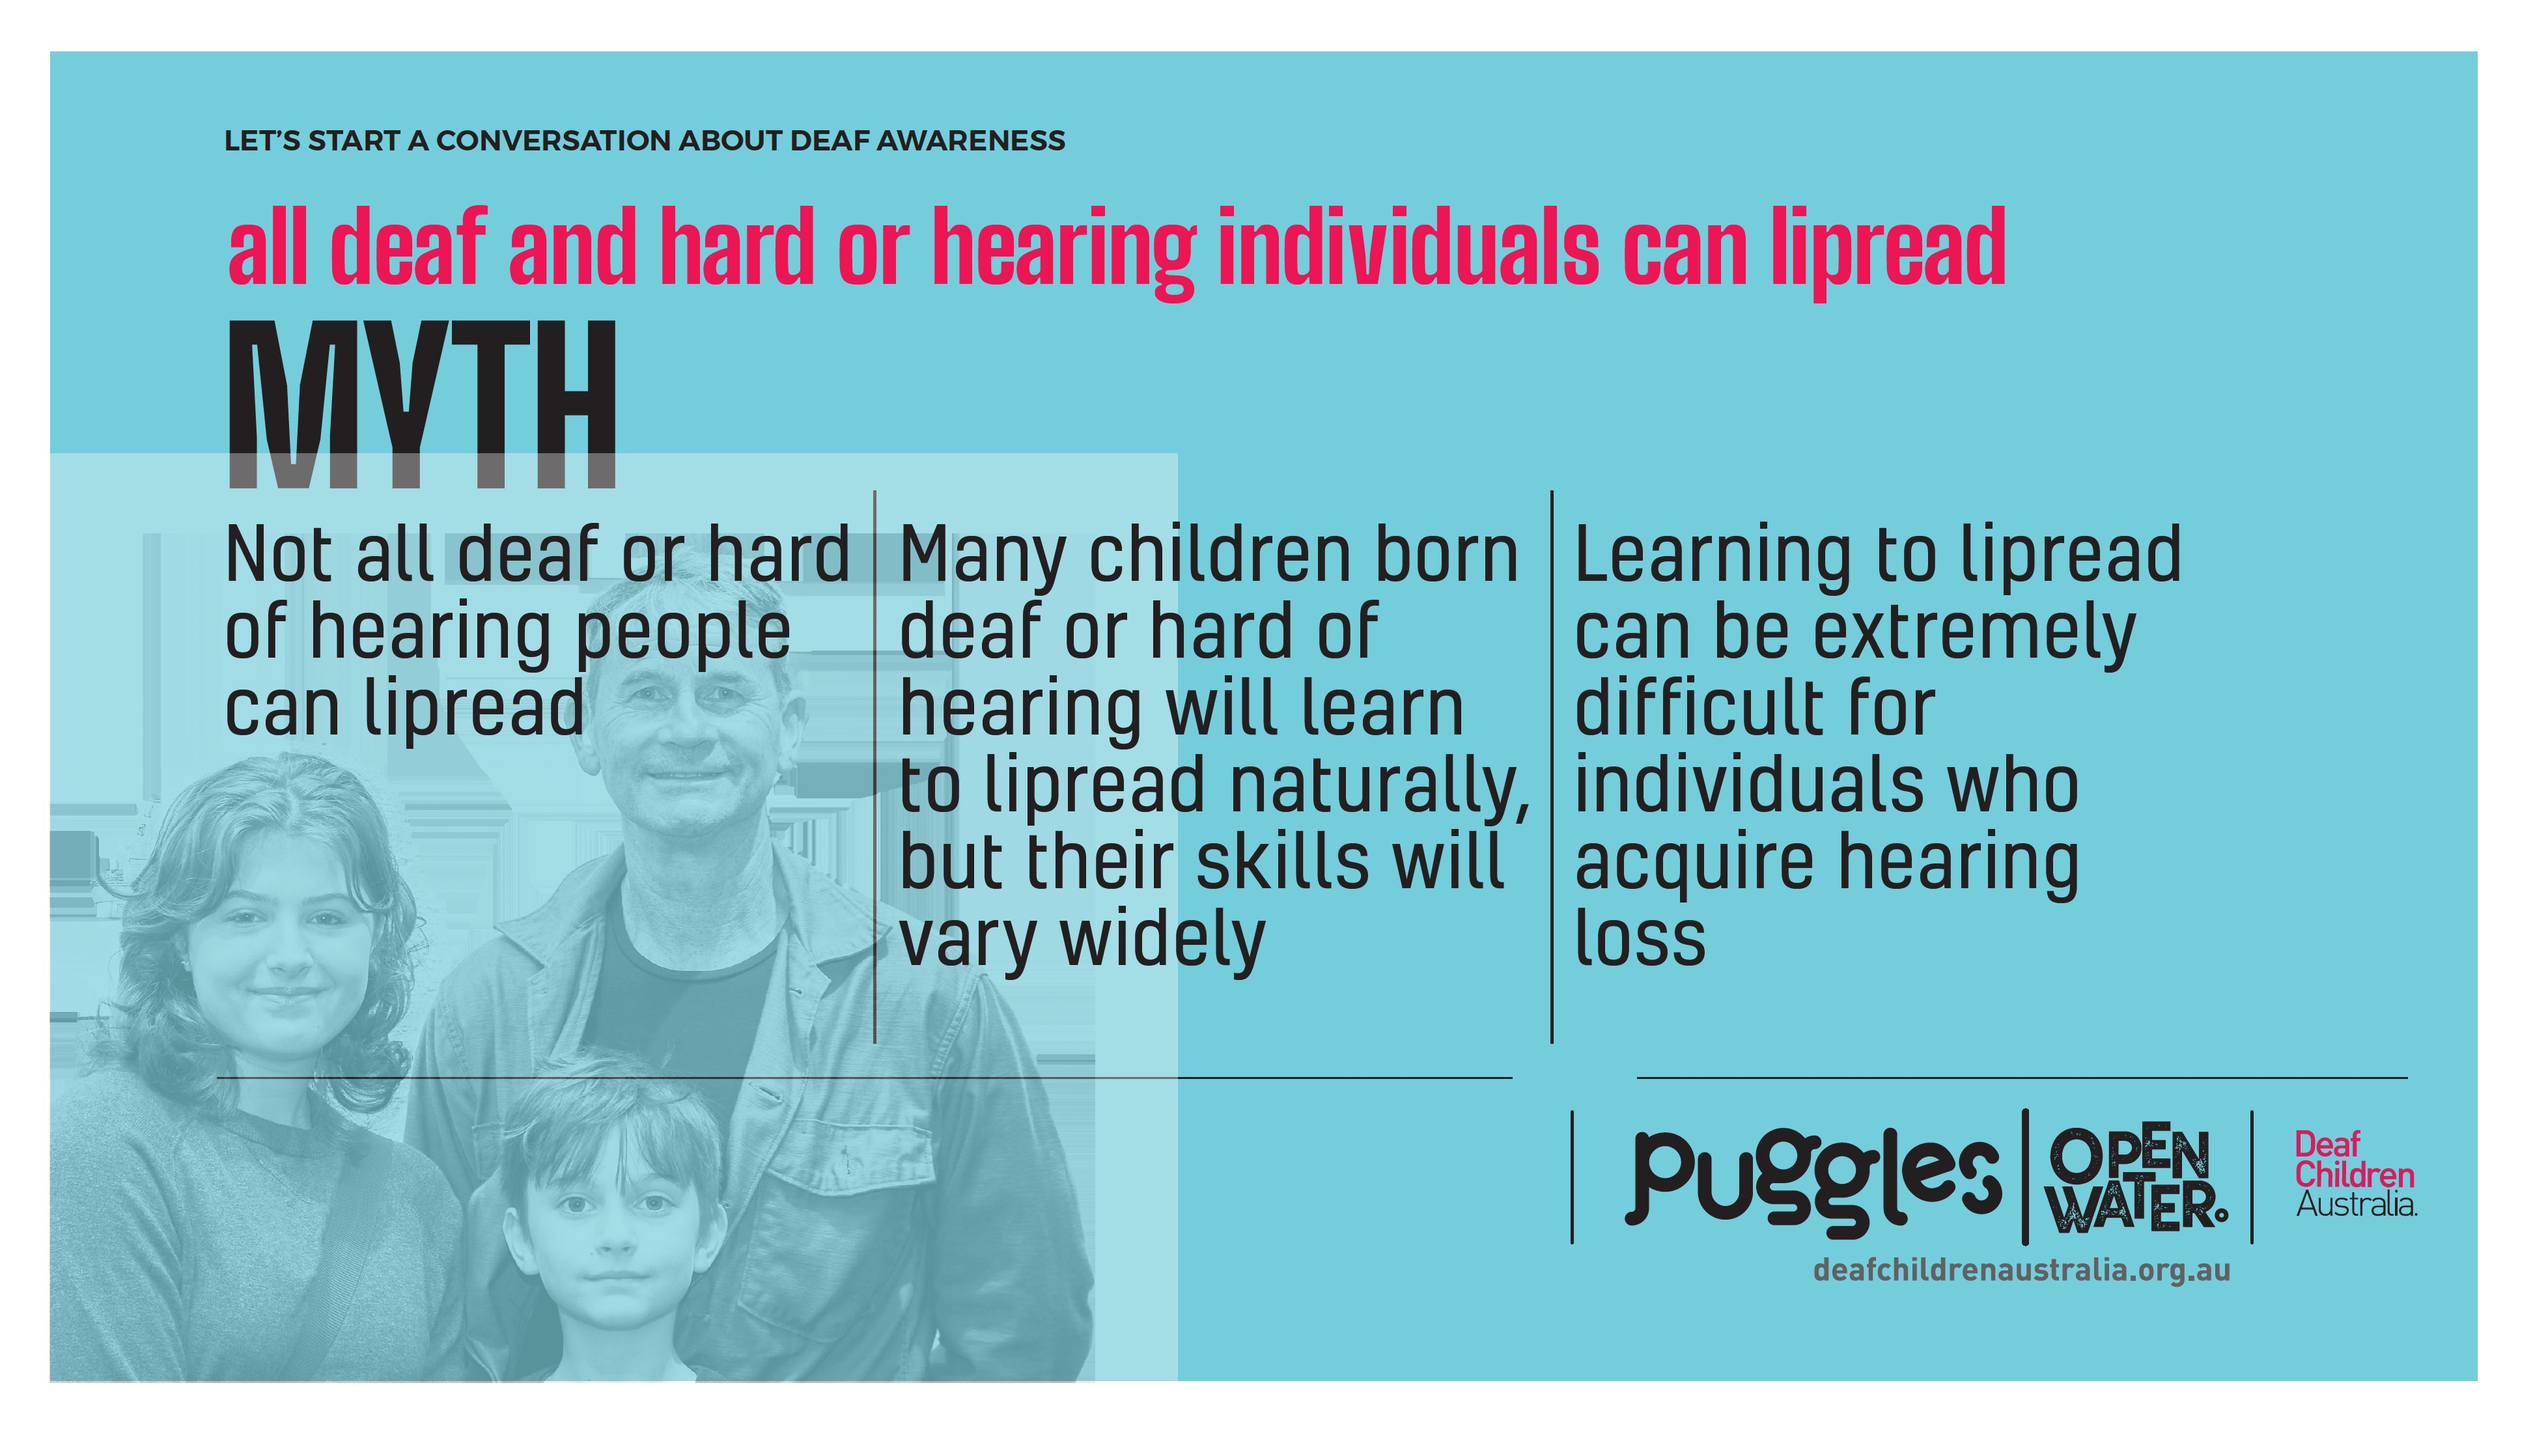 LET'S START A CONVERSATION ABOUT DEAF AWARENESS
all deaf and hard or hearing individuals can lipread
MYTH
Not all deaf or hard
of hearing people
can lipread
Many children born
deaf or hard of
hearing will learn
to lipread naturally,
but their skills will
vary widely
Learning to lipread
can be extremely
difficult for
individuals who
acquire hearing
loss
puggles
OPEN
WATER.
Deaf
Children
Australia.
deafchildrenaustralia.org.au